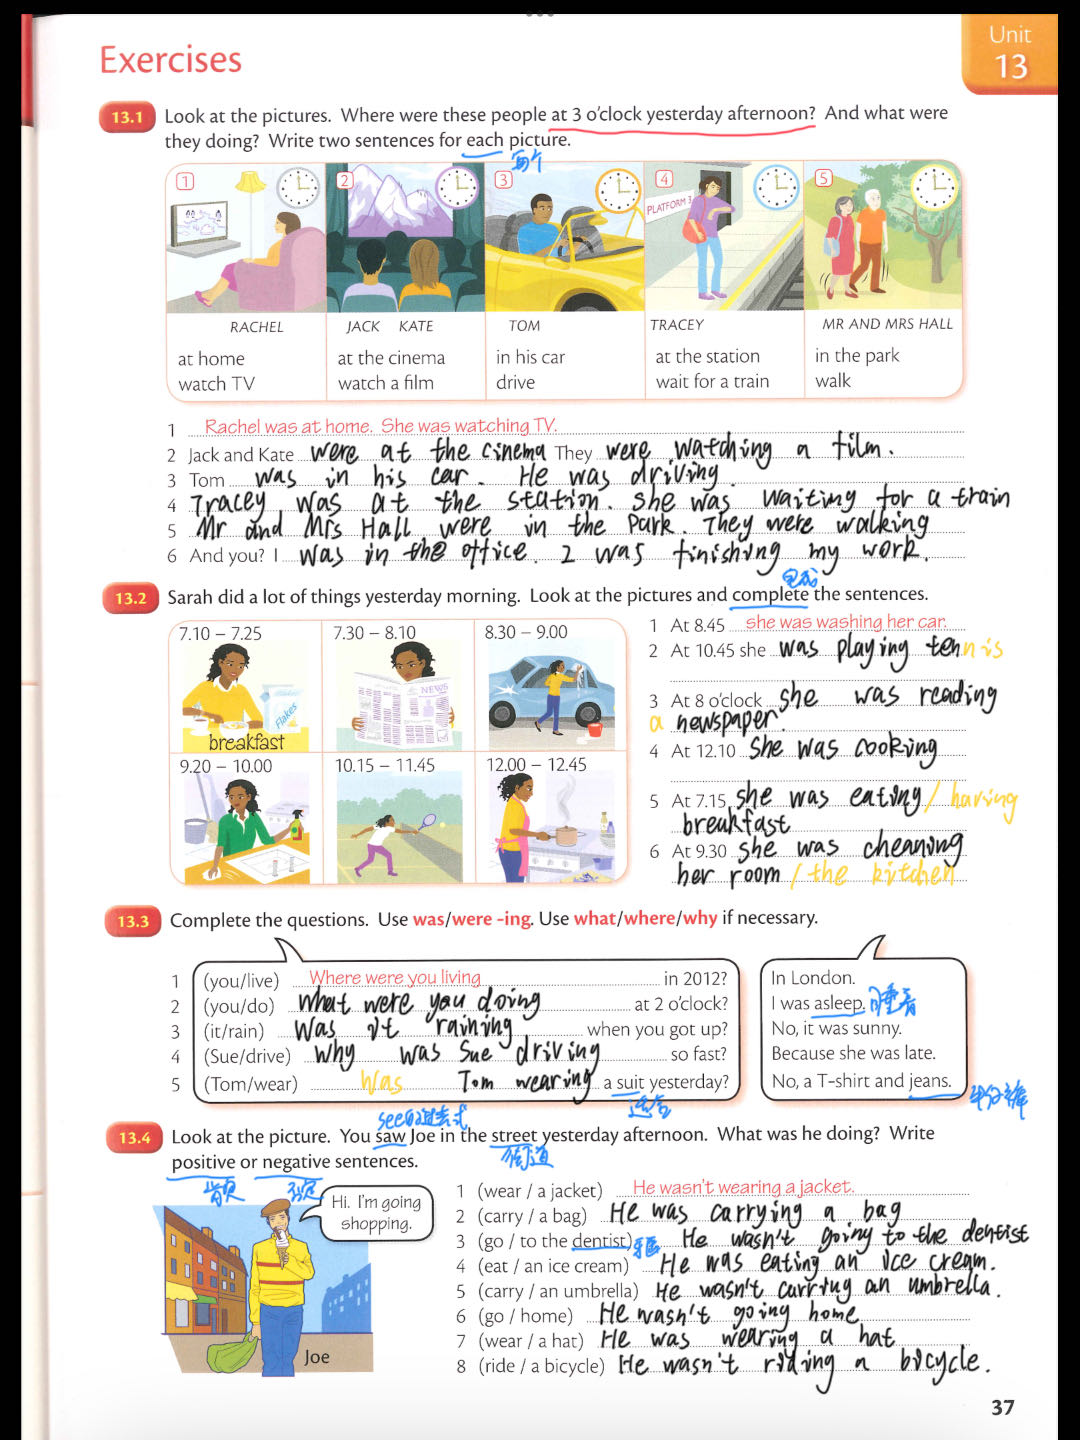 Exercises
Unit
13
13.1 Look at the pictures. Where were these people at 3 o'clock yesterday afternoon? And what were
they doing? Write two sentences for each picture.
每个
1 2 3 4 5
PLATFORM 3
RACHEL JACK KATE TOM TRACEY MR AND MRS HALL
at home at the cinema in his car at the station in the park
watch TV watch a film drive wait for a train walk
1 Rachel was at home. She was watching TV.
2 Jack and Kate were at the cinema They were watching a film.
3 Tom was in his car. He was driving.
4 Tracey was at the station. She was waiting for a train
5 Mr and Mrs Hall were in the park. They were walking
6 And you? I was in the office. I was finishing my work.
完成
13.2 Sarah did a lot of things yesterday morning. Look at the pictures and complete the sentences.
7.10 – 7.25 7.30 – 8.10 8.30 – 9.00
NEWS
Flakes
breakfast
9.20 – 10.00 10.15 – 11.45 12.00 – 12.45
1 At 8.45 she was washing her car.
2 At 10.45 she was playing tennis
3 At 8 o'clock she was reading
a newspaper.
4 At 12.10 she was cooking
5 At 7.15 she was eating / having
breakfast
6 At 9.30 she was cheaning
her room / the kitchen
13.3 Complete the questions. Use was/were -ing. Use what/where/why if necessary.
1 (you/live) Where were you living in 2012? In London.
2 (you/do) What were you doing at 2 o'clock? I was asleep. 睡着
3 (it/rain) Was it raining when you got up? No, it was sunny.
4 (Sue/drive) Why was Sue driving so fast? Because she was late.
5 (Tom/wear) Was Tom wearing a suit yesterday? No, a T-shirt and jeans.
牛仔裤
see的过去式 套
13.4 Look at the picture. You saw Joe in the street yesterday afternoon. What was he doing? Write
街道
positive or negative sentences.
Hi. I'm going
shopping.
Joe
1 (wear / a jacket) He wasn't wearing a jacket.
2 (carry / a bag) He was carrying a bag
3 (go / to the dentist) 牙医 He wasn't going to the dentist
4 (eat / an ice cream) He was eating an ice cream.
5 (carry / an umbrella) He wasn't carrying an umbrella.
6 (go / home) He wasn't going home
7 (wear / a hat) He was wearing a hat
8 (ride / a bicycle) He wasn't riding a bicycle.
37